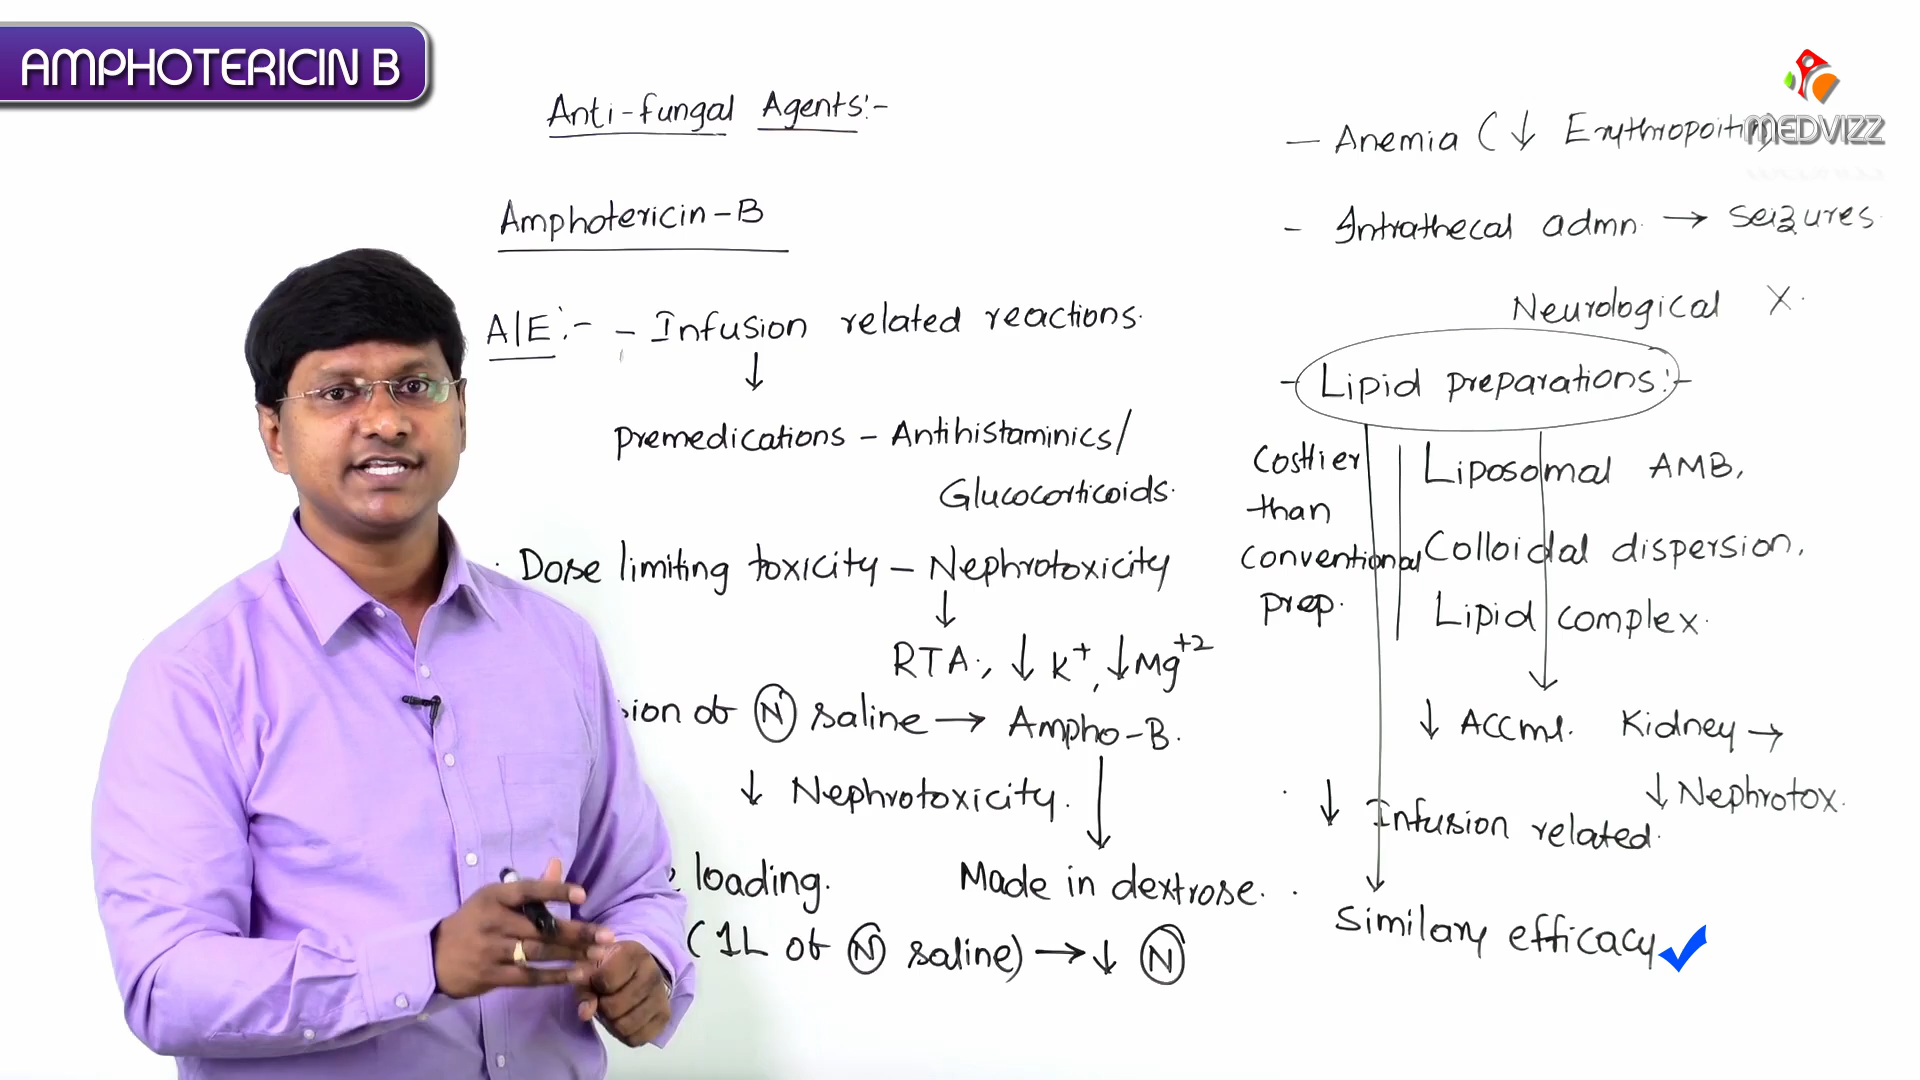 AMPHOTERICIN B
MEDVIZZ
Anti-fungal Agents:-
Amphotericin-B
A/E:- - Infusion related reactions.
↓
premedications - Antihistaminics/
Glucocorticoids.
Dose limiting toxicity - Nephrotoxicity
↓
RTA., ↓ K+, ↓ Mg+2
sion of Ⓝ saline → Ampho-B.
↓ Nephrotoxicity. ↓
loading. Made in dextrose.
(1L of Ⓝ saline) → ↓ Ⓝ
- Anemia (↓
- Intrathecal admn. → seizures.
Neurological X.
- Lipid preparations:-
Costlier
than
conventional
prep.
Liposomal AMB,
Colloidal dispersion,
Lipid complex.
↓ Accml. Kidney →
↓ Nephrotox.
↓ Infusion related.
Similary efficacy ✓